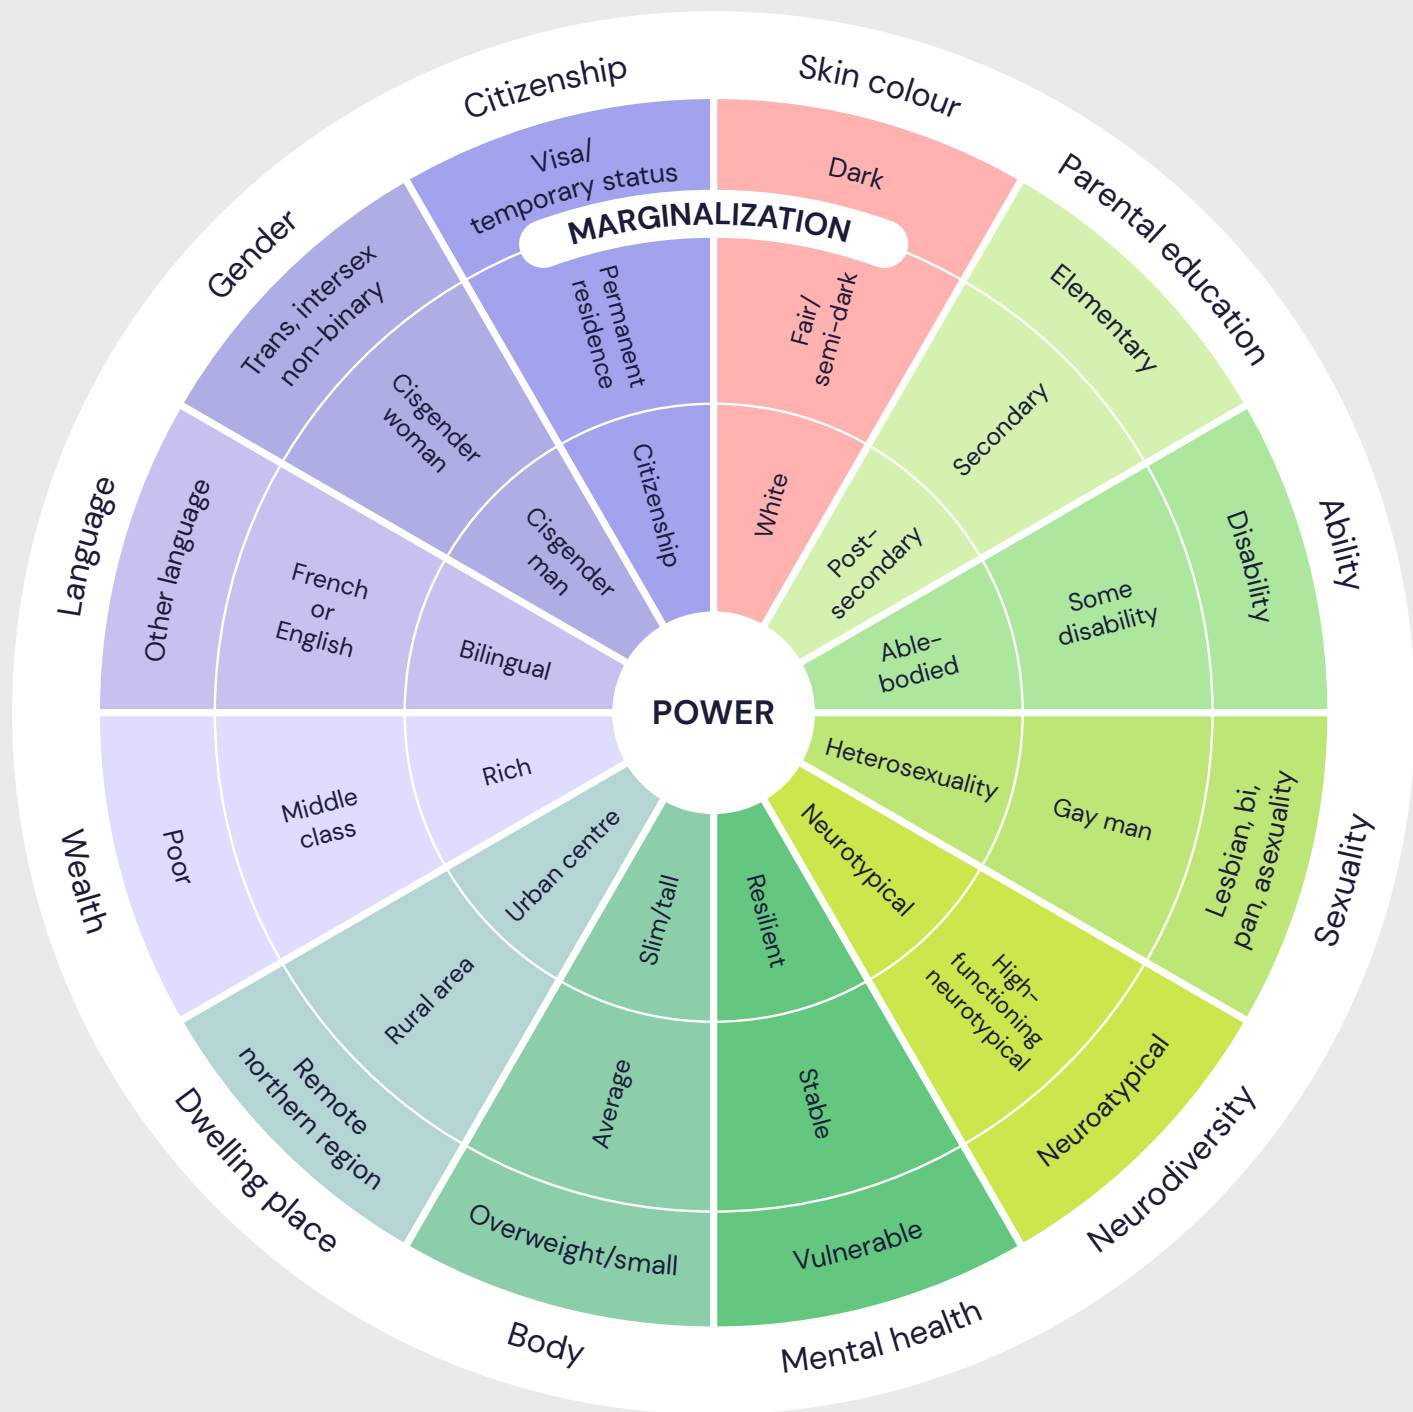 Citizenship
Visa/
temporary status
Permanent
residence
Citizenship
Skin colour
Dark
Fair/
semi-dark
White
Parental education
Elementary
Secondary
Post-
secondary
Ability
Disability
Some
disability
Able-
bodied
Sexuality
Lesbian, bi,
pan, asexuality
Gay man
Heterosexuality
Neurodiversity
Neuroatypical
High-
functioning
neurotypical
Neurotypical
Mental health
Vulnerable
Stable
Resilient
Body
Overweight/small
Average
Slim/tall
Dwelling place
Remote
northern region
Rural area
Urban centre
Wealth
Poor
Middle
class
Rich
Language
Other language
French
or
English
Bilingual
Gender
Trans, intersex
non-binary
Cisgender
woman
Cisgender
man
MARGINALIZATION
POWER